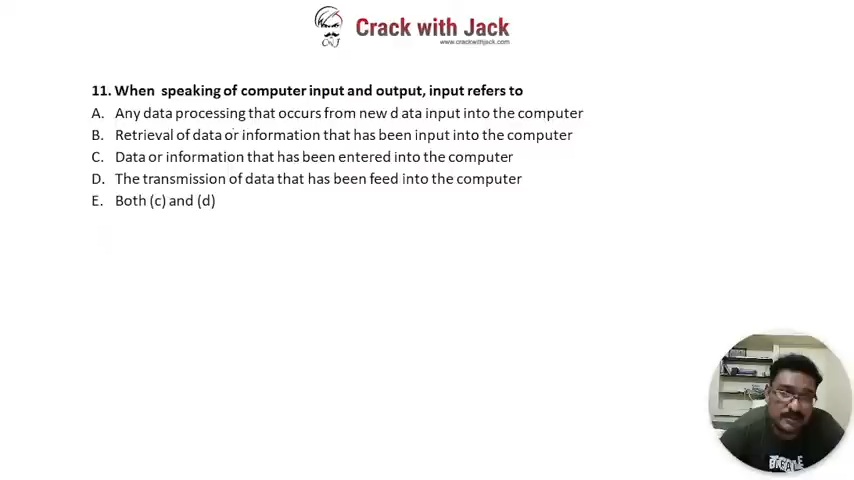 Crack with Jack
CWJ
www.crackwithjack.com
11. When speaking of computer input and output, input refers to
A. Any data processing that occurs from new d ata input into the computer
B. Retrieval of data or information that has been input into the computer
C. Data or information that has been entered into the computer
D. The transmission of data that has been feed into the computer
E. Both (c) and (d)